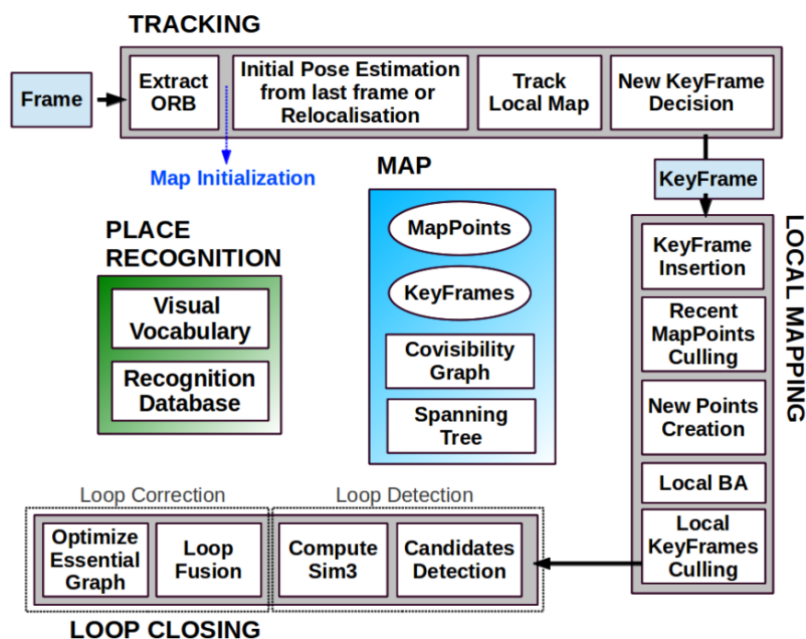 TRACKING
Frame
Extract
ORB
Initial Pose Estimation
from last frame or
Relocalisation
Track
Local Map
New KeyFrame
Decision
Map Initialization
MAP
KeyFrame
PLACE
RECOGNITION
Visual
Vocabulary
Recognition
Database
MapPoints
KeyFrames
Covisibility
Graph
Spanning
Tree
LOCAL MAPPING
KeyFrame
Insertion
Recent
MapPoints
Culling
New Points
Creation
Local BA
Local
KeyFrames
Culling
Loop Correction
Loop Detection
Optimize
Essential
Graph
Loop
Fusion
Compute
Sim3
Candidates
Detection
LOOP CLOSING